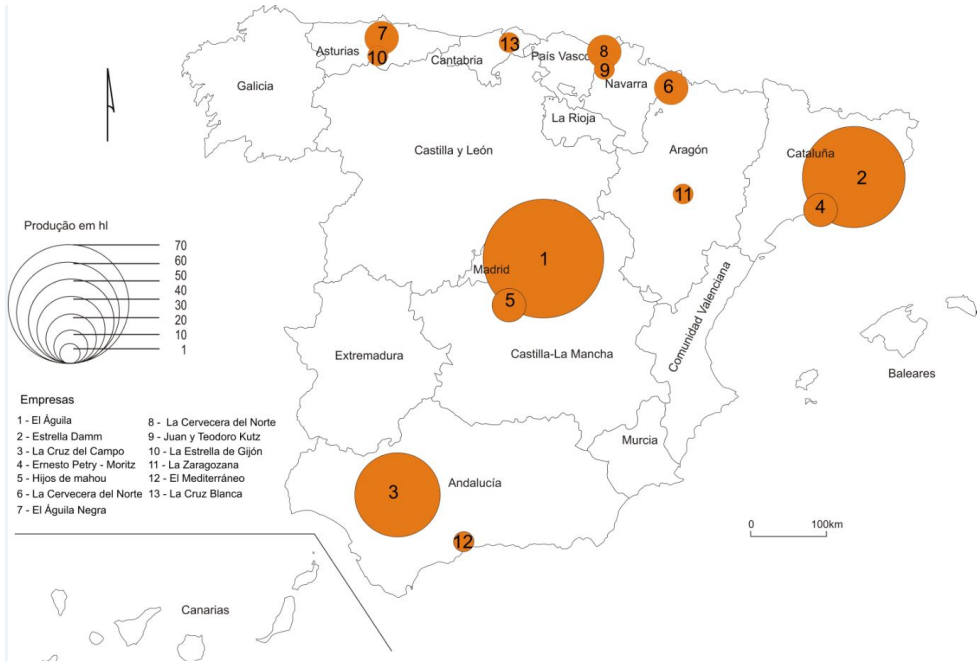 7
Asturias
10
Cantabria
13
País Vasco
8
9
Navarra
6
Galicia
La Rioja
Castilla y León
Aragón
Cataluña
2
11
4
Produção em hl
70
60
50
40
30
20
10
1
1
Madrid
5
Comunidad Valenciana
Extremadura
Castilla-La Mancha
Baleares
Empresas
1 - El Águila
2 - Estrella Damm
3 - La Cruz del Campo
4 - Ernesto Petry - Moritz
5 - Hijos de mahou
6 - La Cervecera del Norte
7 - El Águila Negra
8 - La Cervecera del Norte
9 - Juan y Teodoro Kutz
10 - La Estrella de Gijón
11 - La Zaragozana
12 - El Mediterráneo
13 - La Cruz Blanca
Murcia
3
Andalucía
12
0 100km
Canarias